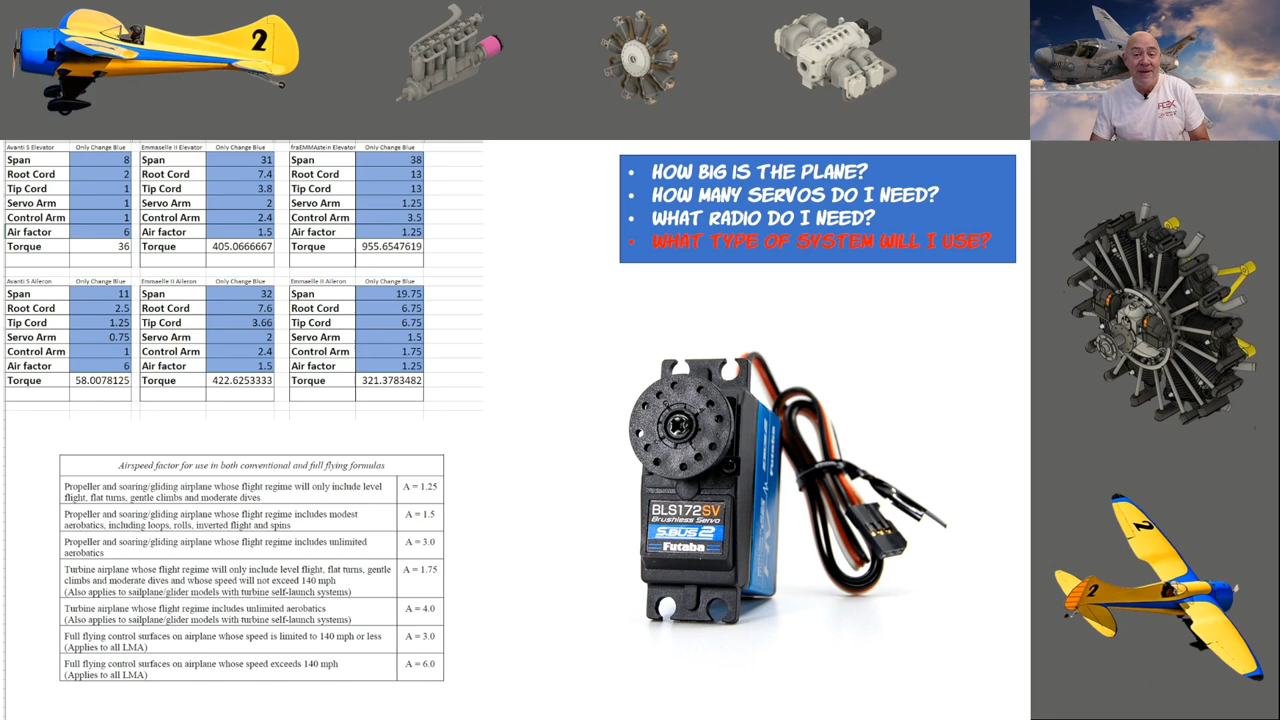 2
Avanti S Elevator Only Change Blue Emmaselle II Elevator Only Change Blue fraEMMAstein Elevator Only Change Blue
Span 8 Span 31 Span 38
Root Cord 2 Root Cord 7.4 Root Cord 13
Tip Cord 1 Tip Cord 3.8 Tip Cord 13
Servo Arm 1 Servo Arm 2 Servo Arm 1.25
Control Arm 1 Control Arm 2.4 Control Arm 3.5
Air factor 6 Air factor 1.5 Air factor 1.25
Torque 36 Torque 405.0666667 Torque 955.6547619
Avanti S Aileron Only Change Blue Emmaelle II Aileron Only Change Blue Emmaelle II Aileron Only Change Blue
Span 11 Span 32 Span 19.75
Root Cord 2.5 Root Cord 7.6 Root Cord 6.75
Tip Cord 1.25 Tip Cord 3.66 Tip Cord 6.75
Servo Arm 0.75 Servo Arm 2 Servo Arm 1.5
Control Arm 1 Control Arm 2.4 Control Arm 1.75
Air factor 6 Air factor 1.5 Air factor 1.25
Torque 58.0078125 Torque 422.6253333 Torque 321.3783482
Airspeed factor for use in both conventional and full flying formulas
Propeller and soaring/gliding airplane whose flight regime will only include level
flight, flat turns, gentle climbs and moderate dives A = 1.25
Propeller and soaring/gliding airplane whose flight regime includes modest
aerobatics, including loops, rolls, inverted flight and spins A = 1.5
Propeller and soaring/gliding airplane whose flight regime includes unlimited
aerobatics A = 3.0
Turbine airplane whose flight regime will only include level flight, flat turns, gentle
climbs and moderate dives and whose speed will not exceed 140 mph A = 1.75
(Also applies to sailplane/glider models with turbine self-launch systems)
Turbine airplane whose flight regime includes unlimited aerobatics A = 4.0
(Also applies to sailplane/glider models with turbine self-launch systems)
Full flying control surfaces on airplane whose speed is limited to 140 mph or less A = 3.0
(Applies to all LMA)
Full flying control surfaces on airplane whose speed exceeds 140 mph A = 6.0
(Applies to all LMA)
• HOW BIG IS THE PLANE?
• HOW MANY SERVOS DO I NEED?
• WHAT RADIO DO I NEED?
• WHAT TYPE OF SYSTEM WILL I USE?
BLS172SV
Brushless Servo
S.BUS2
Futaba
2
2